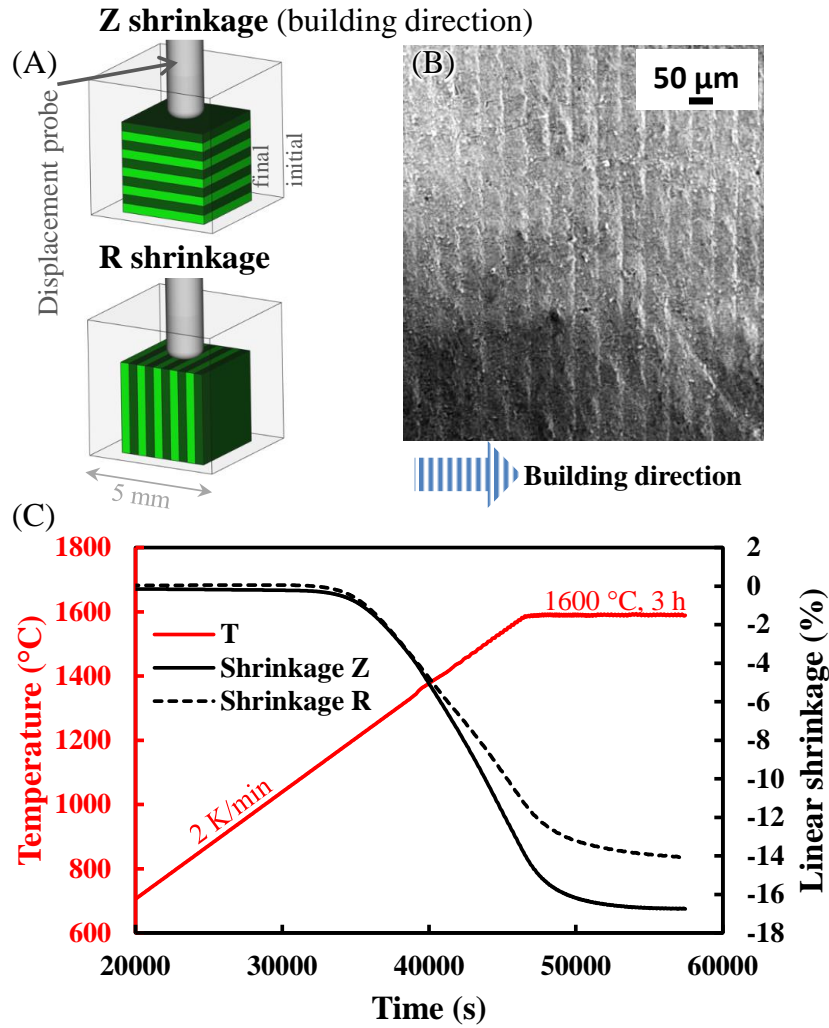 Z shrinkage (building direction)
(A)
Displacement probe
final
initial
R shrinkage
5 mm
(B)
50 µm
Building direction
(C)
Temperature (°C)
1800
1600
1400
1200
1000
800
600
T
Shrinkage Z
Shrinkage R
2 K/min
1600 °C, 3 h
2
0
-2
-4
-6
-8
-10
-12
-14
-16
-18
Linear shrinkage (%)
20000 30000 40000 50000 60000
Time (s)